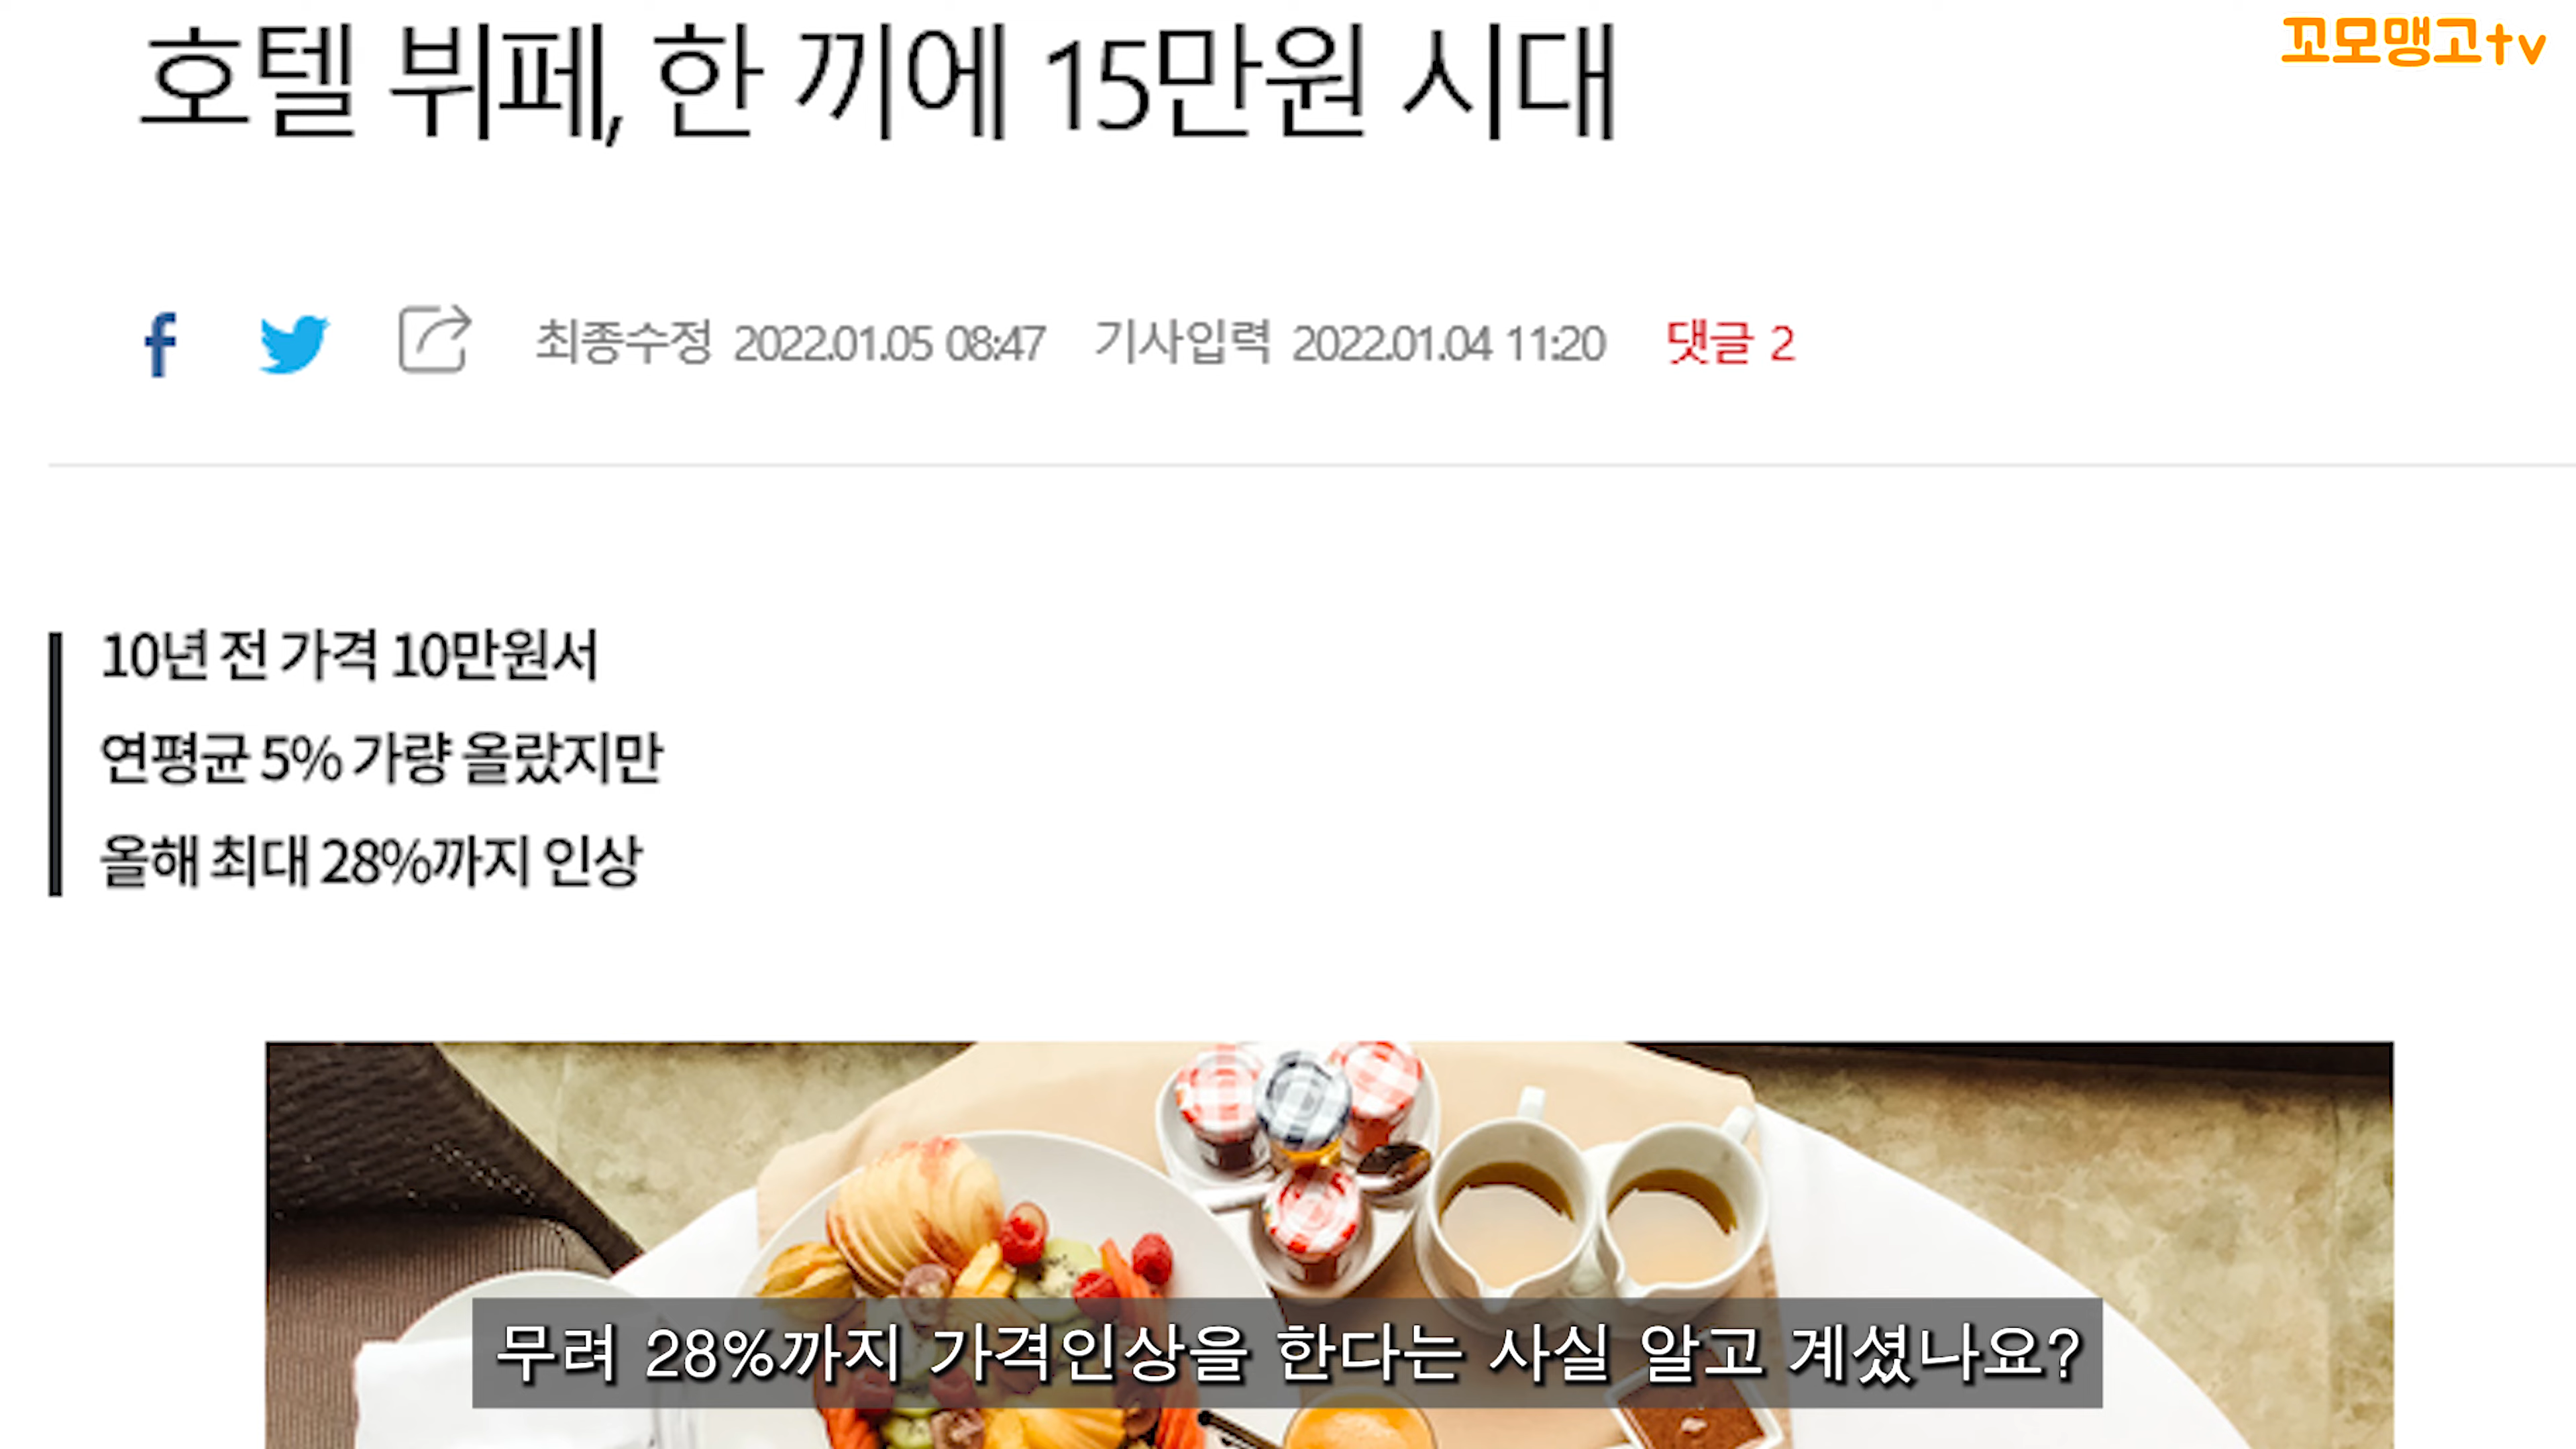 꼬모맹고tv
호텔 뷔페, 한 끼에 15만원 시대
최종수정 2022.01.05 08:47 기사입력 2022.01.04 11:20 댓글 2
10년 전 가격 10만원서
연평균 5% 가량 올랐지만
올해 최대 28%까지 인상
무려 28%까지 가격인상을 한다는 사실 알고 계셨나요?